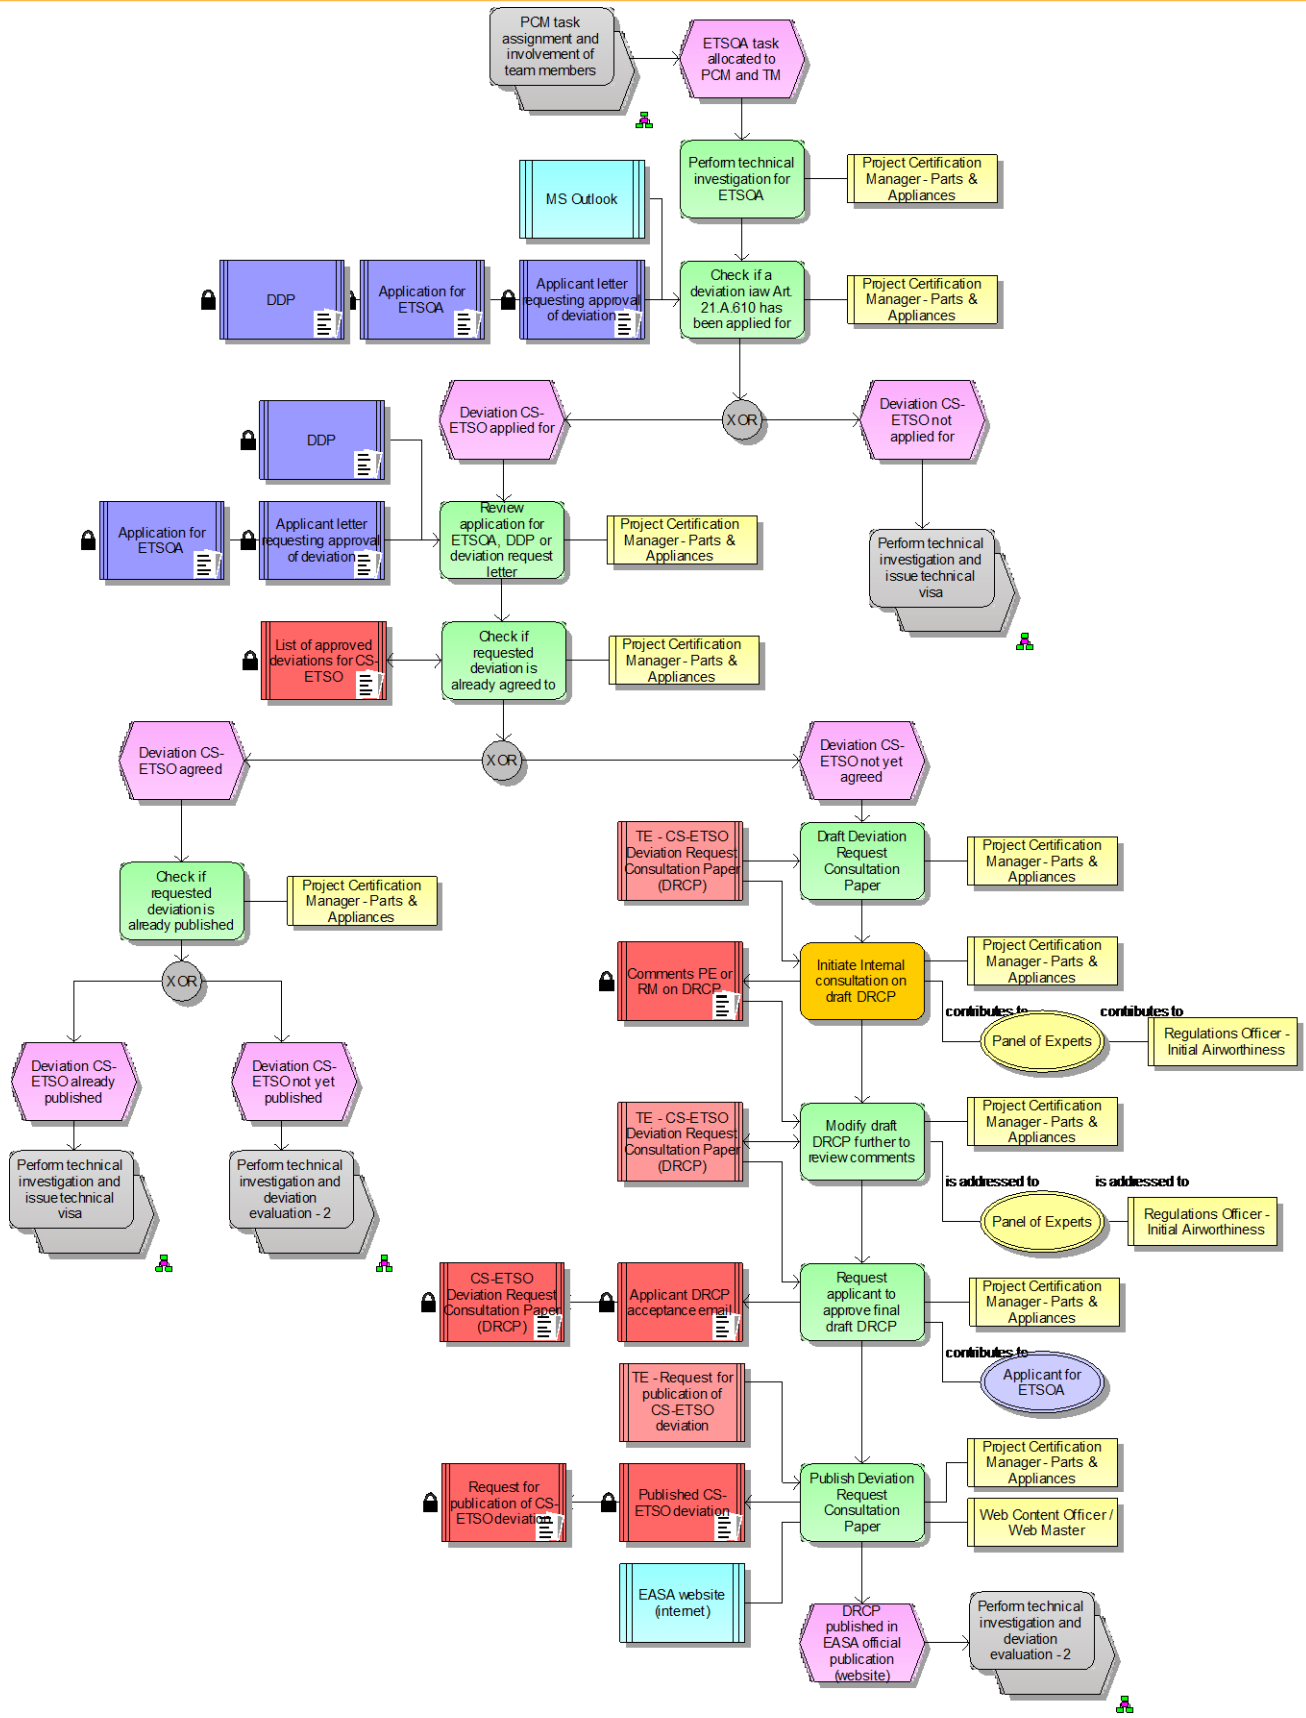 PCM task
assignment and
involvement of
team members
ETSOA task
allocated to
PCM and TM
Perform technical
investigation for
ETSOA
Project Certification
Manager - Parts &
Appliances
MS Outlook
DDP
Application for
ETSOA
Applicant letter
requesting approval
of deviation
Check if a
deviation iaw Art.
21.A.610 has
been applied for
Project Certification
Manager - Parts &
Appliances
Deviation CS-
ETSO applied for
XOR
Deviation CS-
ETSO not
applied for
DDP
Application for
ETSOA
Applicant letter
requesting approval
of deviation
Review
application for
ETSOA, DDP or
deviation request
letter
Project Certification
Manager - Parts &
Appliances
Perform technical
investigation and
issue technical
visa
List of approved
deviations for CS-
ETSO
Check if
requested
deviation is
already agreed to
Project Certification
Manager - Parts &
Appliances
Deviation CS-
ETSO agreed
XOR
Deviation CS-
ETSO not yet
agreed
TE - CS-ETSO
Deviation Request
Consultation Paper
(DRCP)
Draft Deviation
Request
Consultation
Paper
Project Certification
Manager - Parts &
Appliances
Check if
requested
deviation is
already published
Project Certification
Manager - Parts &
Appliances
XOR
Comments PE or
RM on DRCP
Initiate Internal
consultation on
draft DRCP
Project Certification
Manager - Parts &
Appliances
contributes to
Panel of Experts
contributes to
Regulations Officer -
Initial Airworthiness
Deviation CS-
ETSO already
published
Deviation CS-
ETSO not yet
published
TE - CS-ETSO
Deviation Request
Consultation Paper
(DRCP)
Modify draft
DRCP further to
review comments
Project Certification
Manager - Parts &
Appliances
Perform technical
investigation and
issue technical
visa
Perform technical
investigation and
deviation
evaluation - 2
is addressed to
Panel of Experts
is addressed to
Regulations Officer -
Initial Airworthiness
CS-ETSO
Deviation Request
Consultation Paper
(DRCP)
Applicant DRCP
acceptance email
Request
applicant to
approve final
draft DRCP
Project Certification
Manager - Parts &
Appliances
contributes to
Applicant for
ETSOA
TE - Request for
publication of
CS-ETSO
deviation
Request for
publication of CS-
ETSO deviation
Published CS-
ETSO deviation
Publish Deviation
Request
Consultation
Paper
Project Certification
Manager - Parts &
Appliances
Web Content Officer /
Web Master
EASA website
(internet)
DRCP
published in
EASA official
publication
(website)
Perform technical
investigation and
deviation
evaluation - 2